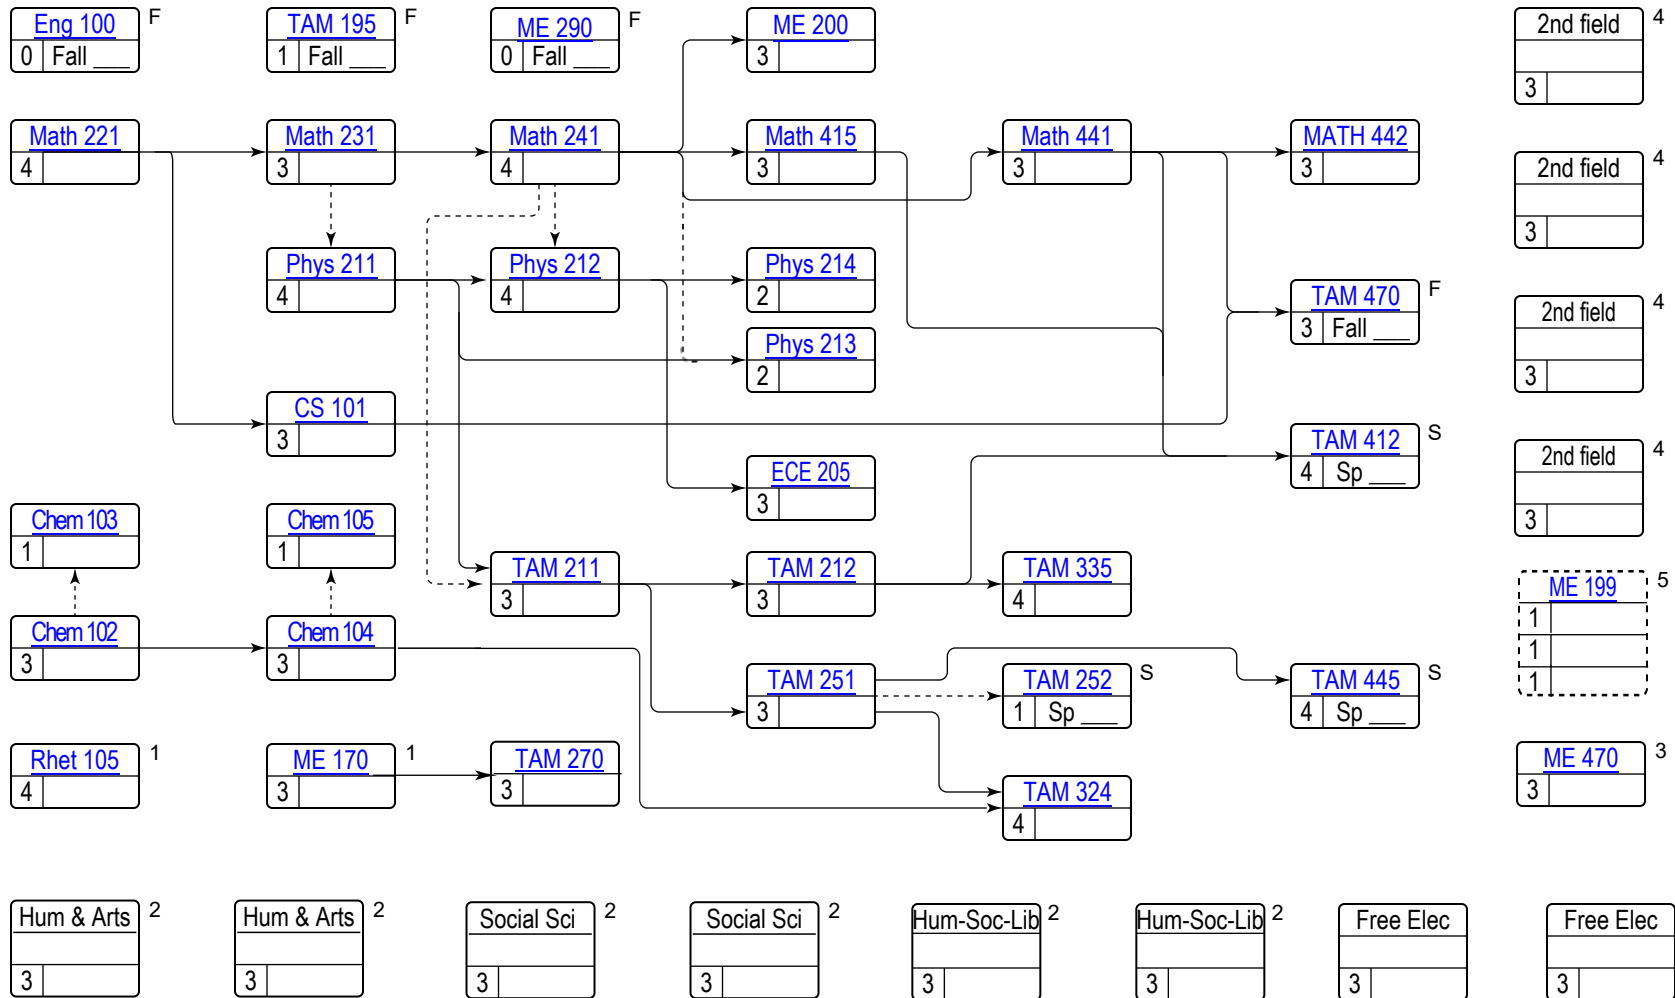 Eng 100 F
0 Fall ___
TAM 195 F
1 Fall ___
ME 290 F
0 Fall ___
ME 200
3
2nd field 4
3
Math 221
4
Math 231
3
Math 241
4
Math 415
3
Math 441
3
MATH 442
3
2nd field 4
3
Phys 211
4
Phys 212
4
Phys 214
2
TAM 470 F
3 Fall ___
2nd field 4
3
Phys 213
2
CS 101
3
TAM 412 S
4 Sp ___
2nd field 4
3
ECE 205
3
Chem 103
1
Chem 105
1
TAM 211
3
TAM 212
3
TAM 335
4
ME 199 5
1
1
1
Chem 102
3
Chem 104
3
TAM 251
3
TAM 252 S
1 Sp ___
TAM 445 S
4 Sp ___
Rhet 105 1
4
ME 170 1
3
TAM 270
3
ME 470 3
3
TAM 324
4
Hum & Arts 2
3
Hum & Arts 2
3
Social Sci 2
3
Social Sci 2
3
Hum-Soc-Lib 2
3
Hum-Soc-Lib 2
3
Free Elec
3
Free Elec
3